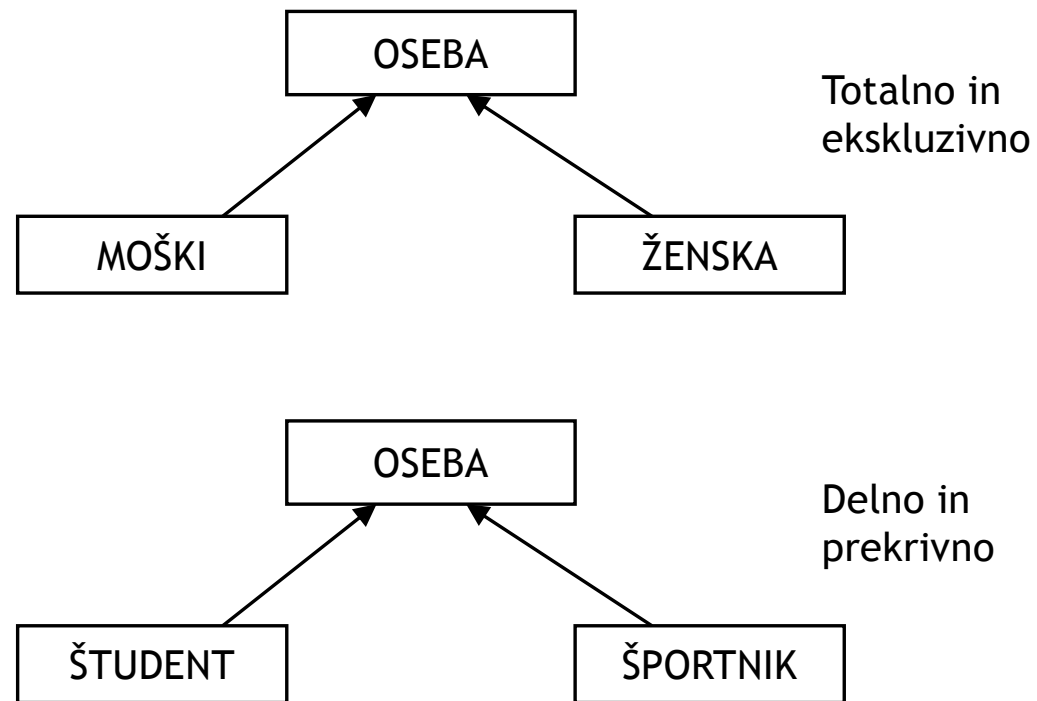 OSEBA
Totalno in
ekskluzivno
MOŠKI
ŽENSKA
OSEBA
Delno in
prekrivno
ŠTUDENT
ŠPORTNIK